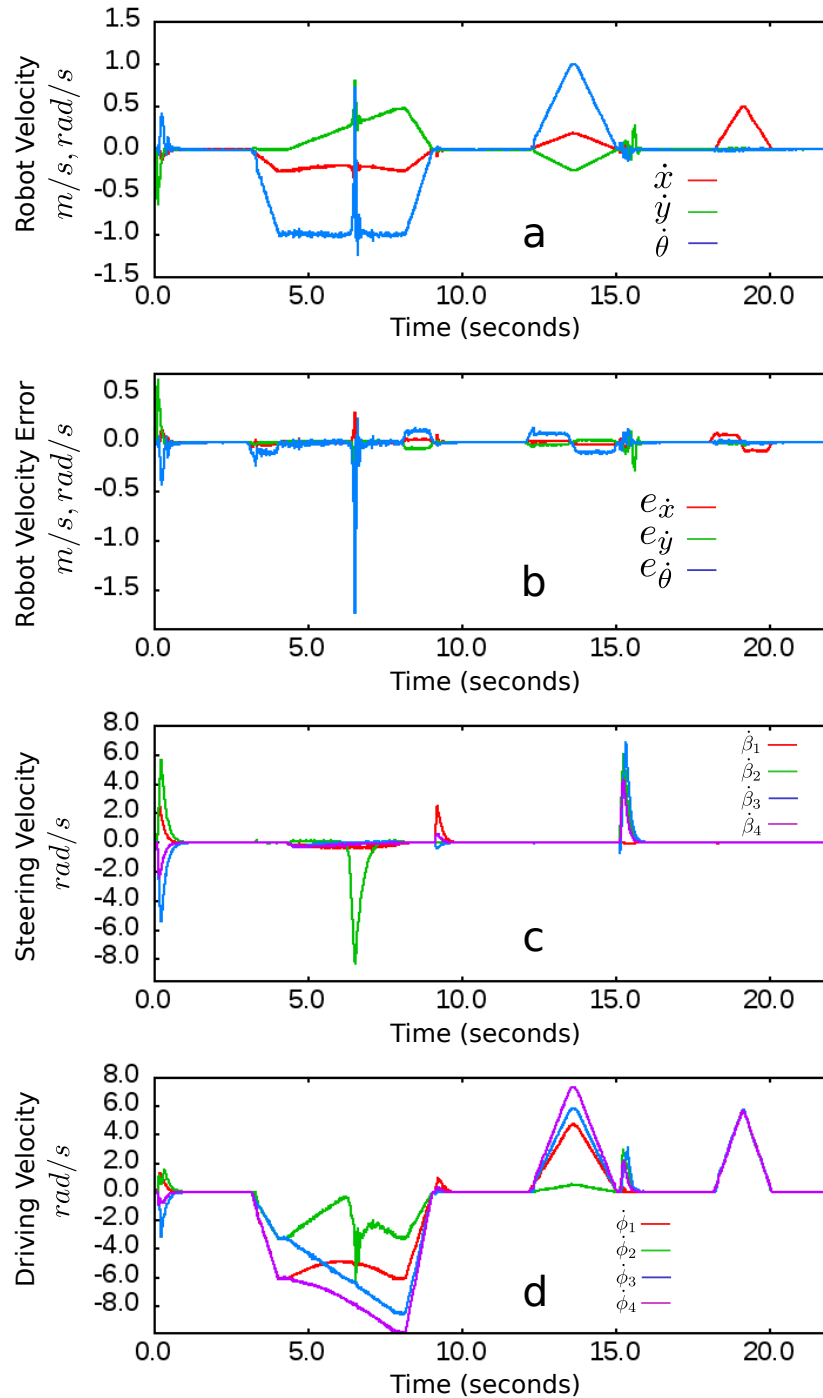 Robot Velocity
m/s, rad/s
1.0
0.5
0.0
-0.5
-1.0
-1.5
ẋ
ẏ
θ̇
a
0.0 5.0 10.0 15.0 20.0
Time (seconds)
Robot Velocity Error
m/s, rad/s
0.5
0.0
-0.5
-1.0
-1.5
e_ẋ
e_ẏ
e_θ̇
b
0.0 5.0 10.0 15.0 20.0
Time (seconds)
Steering Velocity
rad/s
8.0
6.0
4.0
2.0
0.0
-2.0
-4.0
-6.0
-8.0
β̇₁
β̇₂
β̇₃
β̇₄
c
0.0 5.0 10.0 15.0 20.0
Time (seconds)
Driving Velocity
rad/s
8.0
6.0
4.0
2.0
0.0
-2.0
-4.0
-6.0
-8.0
ϕ̇₁
ϕ̇₂
ϕ̇₃
ϕ̇₄
d
0.0 5.0 10.0 15.0 20.0
Time (seconds)